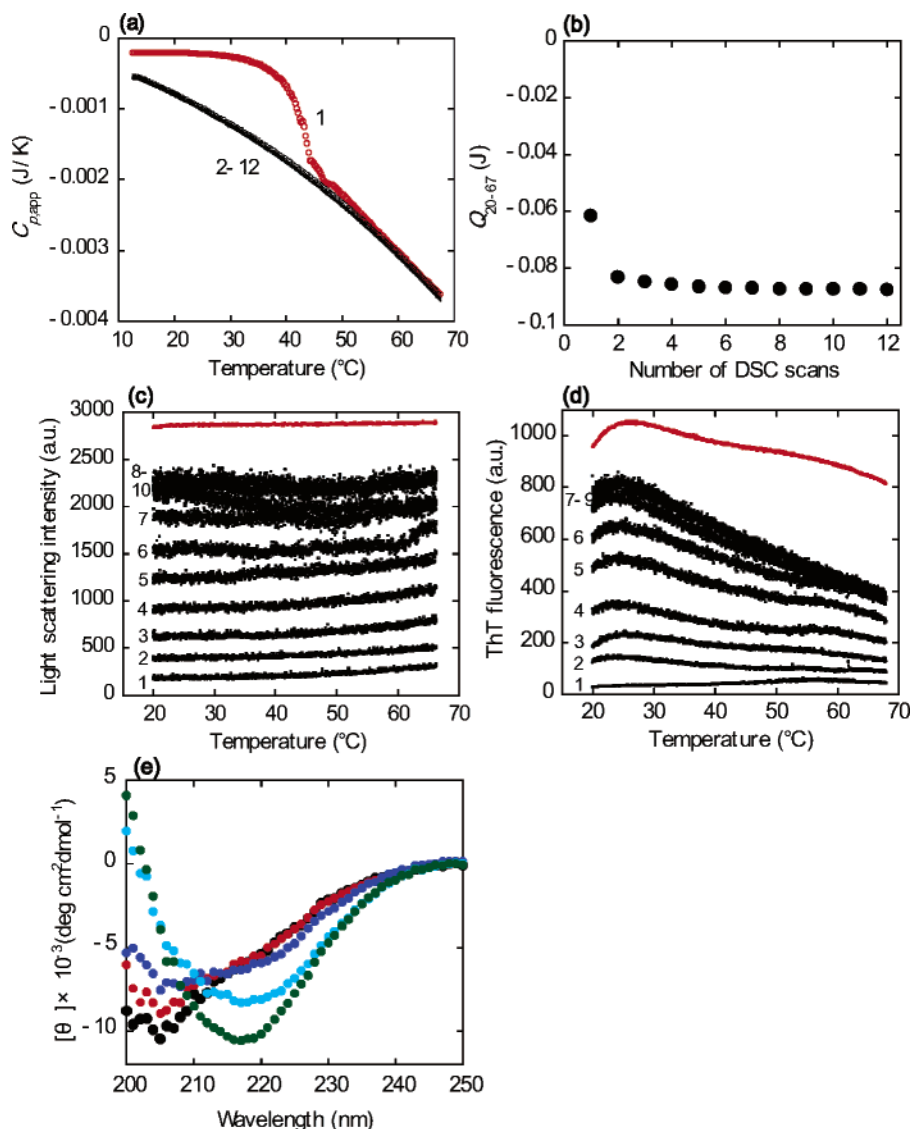 (a)
0
-0.001
-0.002
-0.003
-0.004
C p,app (J/K)
1
2-12
10 20 30 40 50 60 70
Temperature (°C)
(b)
0
-0.02
-0.04
-0.06
-0.08
-0.1
Q 20-67 (J)
0 2 4 6 8 10 12
Number of DSC scans
(c)
3000
2500
2000
1500
1000
500
0
Light scattering intensity (a.u.)
8-
10
7
6
5
4
3
2
1
20 30 40 50 60 70
Temperature (°C)
(d)
1000
800
600
400
200
0
ThT fluorescence (a.u.)
7-9
6
5
4
3
2
1
20 30 40 50 60 70
Temperature (°C)
(e)
5
0
-5
-10
[θ] × 10⁻³ (deg cm² dmol⁻¹)
200 210 220 230 240 250
Wavelength (nm)